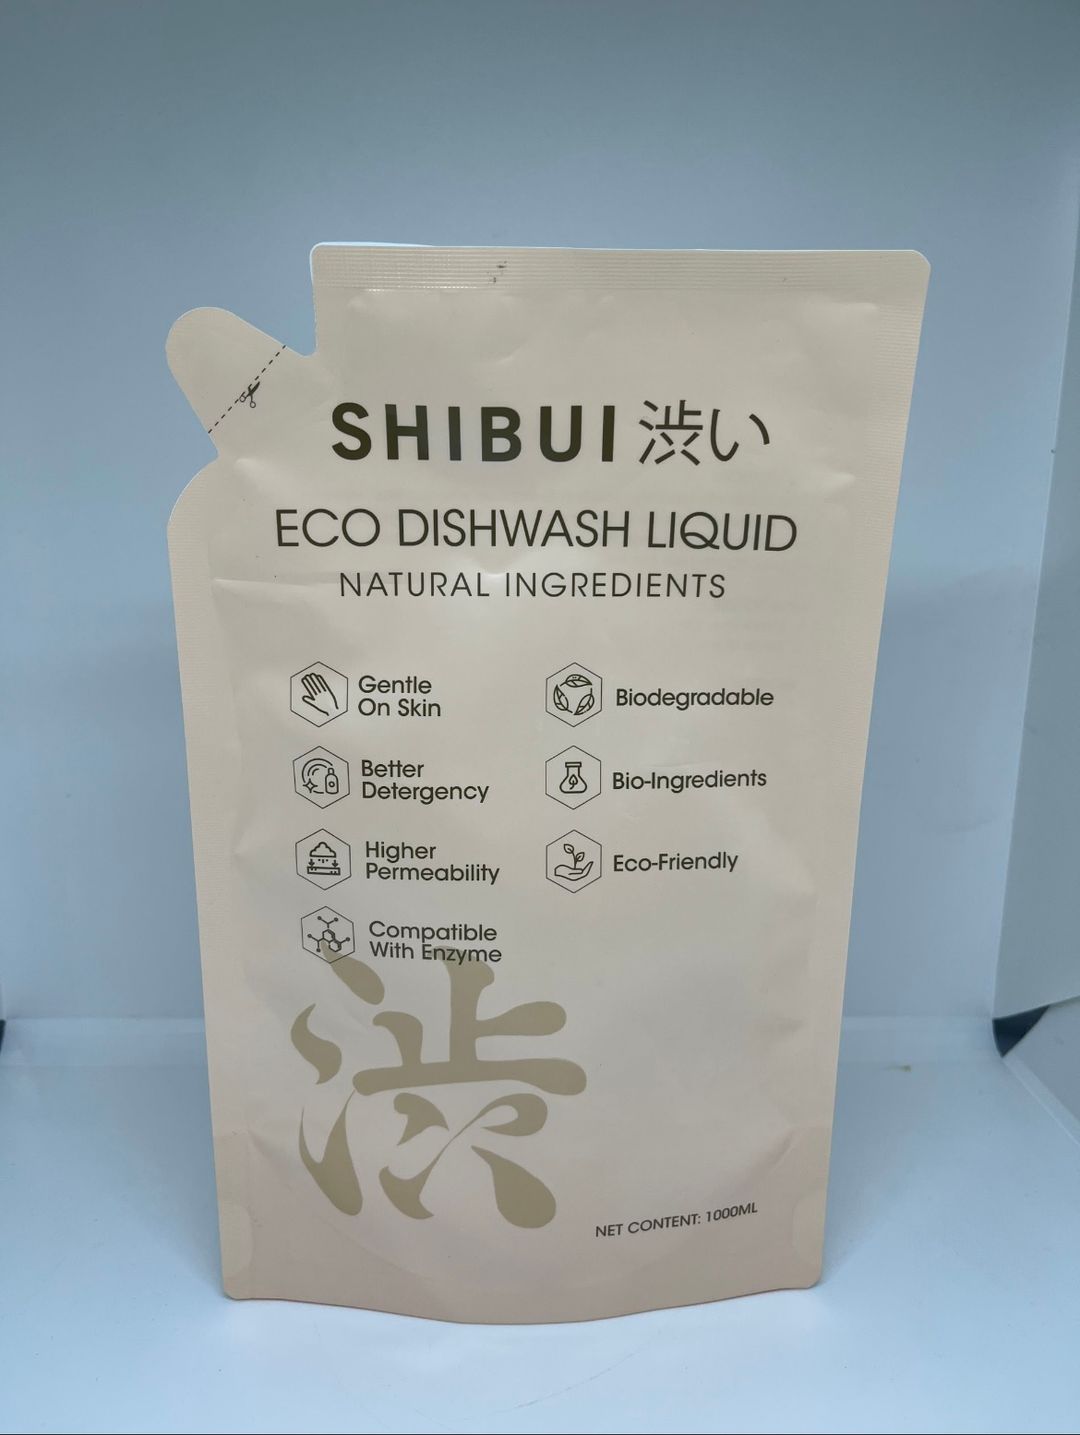 SHIBUI 渋い
ECO DISHWASH LIQUID
NATURAL INGREDIENTS
Gentle
On Skin
Biodegradable
Better
Detergency
Bio-Ingredients
Higher
Permeability
Eco-Friendly
Compatible
With Enzyme
渋
NET CONTENT: 1000ML